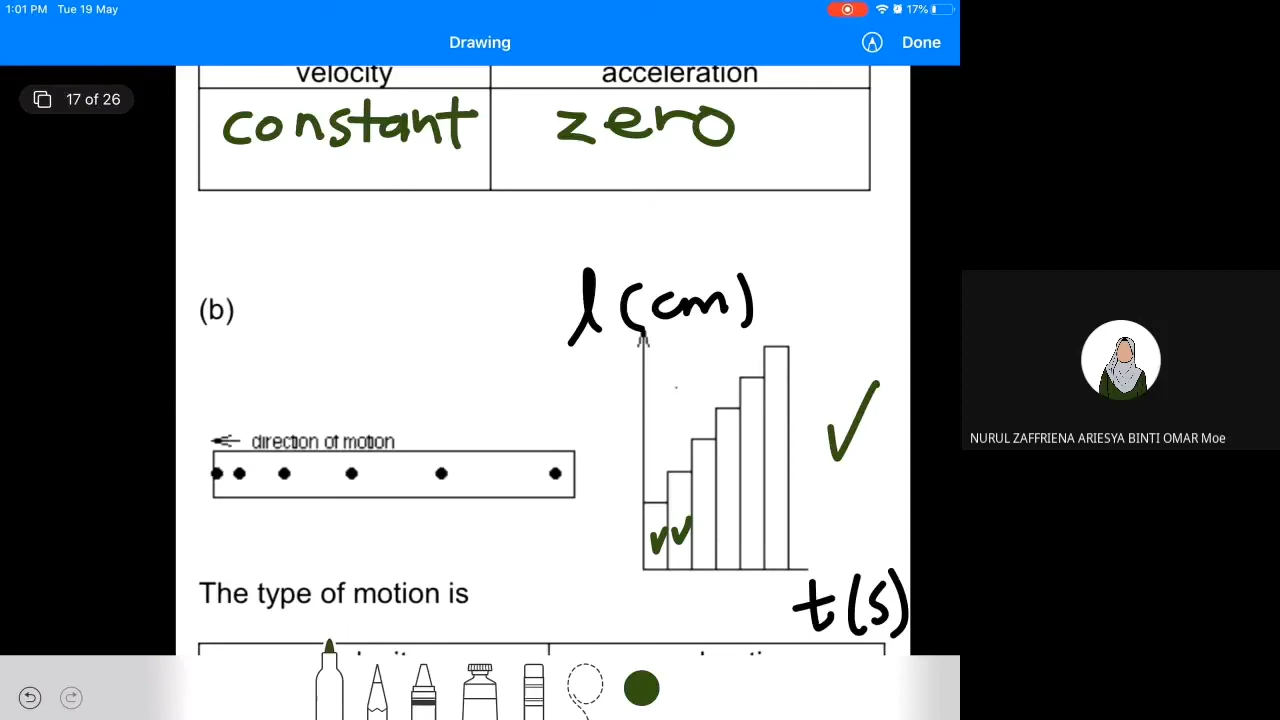 1:01 PM Tue 19 May 17%
Drawing Done
17 of 26
velocity acceleration
constant zero
(b)
l (cm)
direction of motion
t(s)
The type of motion is
NURUL ZAFFRIENA ARIESYA BINTI OMAR Moe